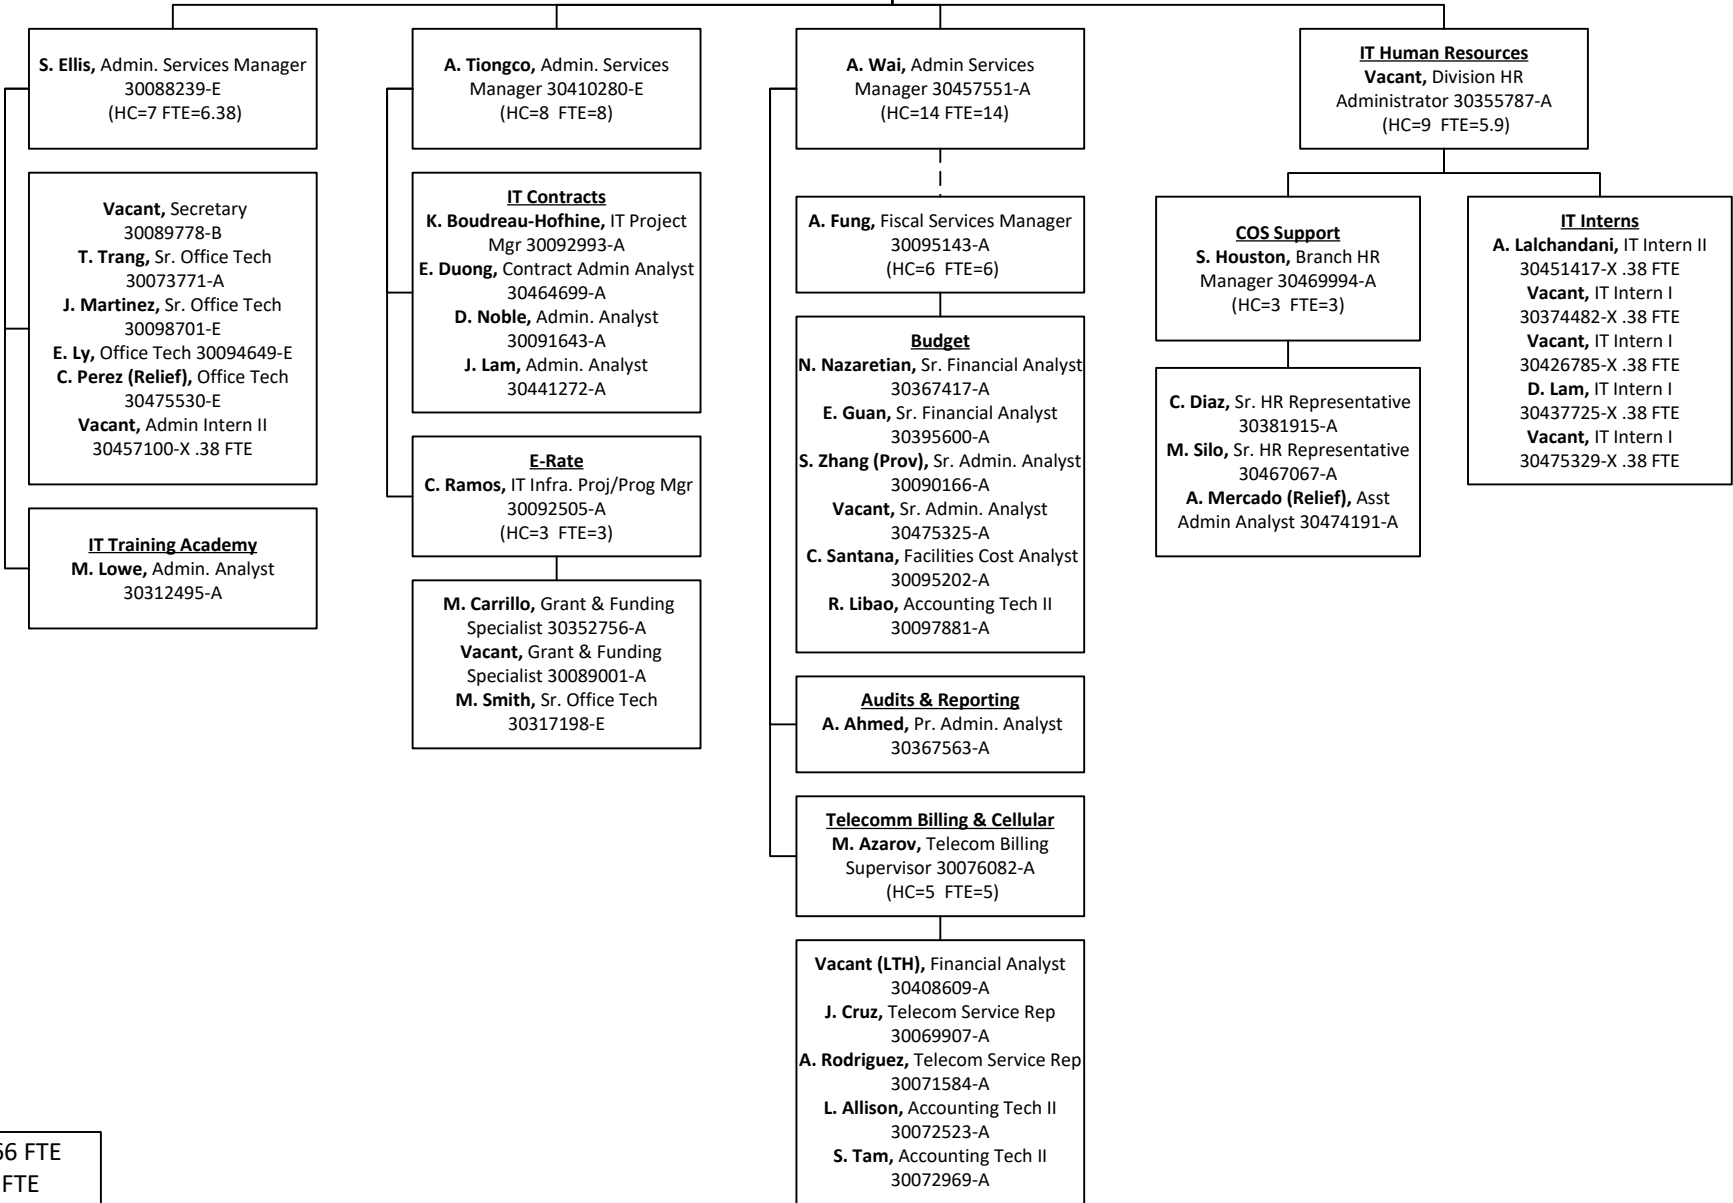 S. Ellis, Admin. Services Manager
30088239-E
(HC=7 FTE=6.38)
Vacant, Secretary
30089778-B
T. Trang, Sr. Office Tech
30073771-A
J. Martinez, Sr. Office Tech
30098701-E
E. Ly, Office Tech 30094649-E
C. Perez (Relief), Office Tech
30475530-E
Vacant, Admin Intern II
30457100-X .38 FTE
IT Training Academy
M. Lowe, Admin. Analyst
30312495-A
A. Tiongco, Admin. Services
Manager 30410280-E
(HC=8 FTE=8)
IT Contracts
K. Boudreau-Hofhine, IT Project
Mgr 30092993-A
E. Duong, Contract Admin Analyst
30464699-A
D. Noble, Admin. Analyst
30091643-A
J. Lam, Admin. Analyst
30441272-A
E-Rate
C. Ramos, IT Infra. Proj/Prog Mgr
30092505-A
(HC=3 FTE=3)
M. Carrillo, Grant & Funding
Specialist 30352756-A
Vacant, Grant & Funding
Specialist 30089001-A
M. Smith, Sr. Office Tech
30317198-E
A. Wai, Admin Services
Manager 30457551-A
(HC=14 FTE=14)
A. Fung, Fiscal Services Manager
30095143-A
(HC=6 FTE=6)
Budget
N. Nazaretian, Sr. Financial Analyst
30367417-A
E. Guan, Sr. Financial Analyst
30395600-A
S. Zhang (Prov), Sr. Admin. Analyst
30090166-A
Vacant, Sr. Admin. Analyst
30475325-A
C. Santana, Facilities Cost Analyst
30095202-A
R. Libao, Accounting Tech II
30097881-A
Audits & Reporting
A. Ahmed, Pr. Admin. Analyst
30367563-A
Telecomm Billing & Cellular
M. Azarov, Telecom Billing
Supervisor 30076082-A
(HC=5 FTE=5)
Vacant (LTH), Financial Analyst
30408609-A
J. Cruz, Telecom Service Rep
30069907-A
A. Rodriguez, Telecom Service Rep
30071584-A
L. Allison, Accounting Tech II
30072523-A
S. Tam, Accounting Tech II
30072969-A
IT Human Resources
Vacant, Division HR
Administrator 30355787-A
(HC=9 FTE=5.9)
COS Support
S. Houston, Branch HR
Manager 30469994-A
(HC=3 FTE=3)
C. Diaz, Sr. HR Representative
30381915-A
M. Silo, Sr. HR Representative
30467067-A
A. Mercado (Relief), Asst
Admin Analyst 30474191-A
IT Interns
A. Lalchandani, IT Intern II
30451417-X .38 FTE
Vacant, IT Intern I
30374482-X .38 FTE
Vacant, IT Intern I
30426785-X .38 FTE
D. Lam, IT Intern I
30437725-X .38 FTE
Vacant, IT Intern I
30475329-X .38 FTE
FTE
FTE